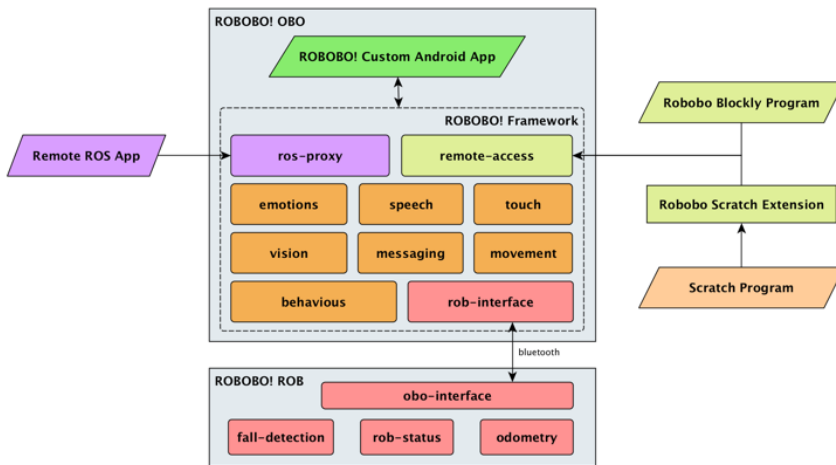 ROBOBO! OBO
ROBOBO! Custom Android App
ROBOBO! Framework
Robobo Blockly Program
Remote ROS App
ros-proxy
remote-access
emotions
speech
touch
Robobo Scratch Extension
vision
messaging
movement
Scratch Program
behavious
rob-interface
bluetooth
ROBOBO! ROB
obo-interface
fall-detection
rob-status
odometry